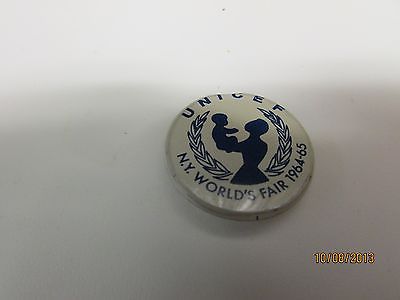 UNICEF
N.Y. WORLD'S FAIR 1964-65
10/08/2013